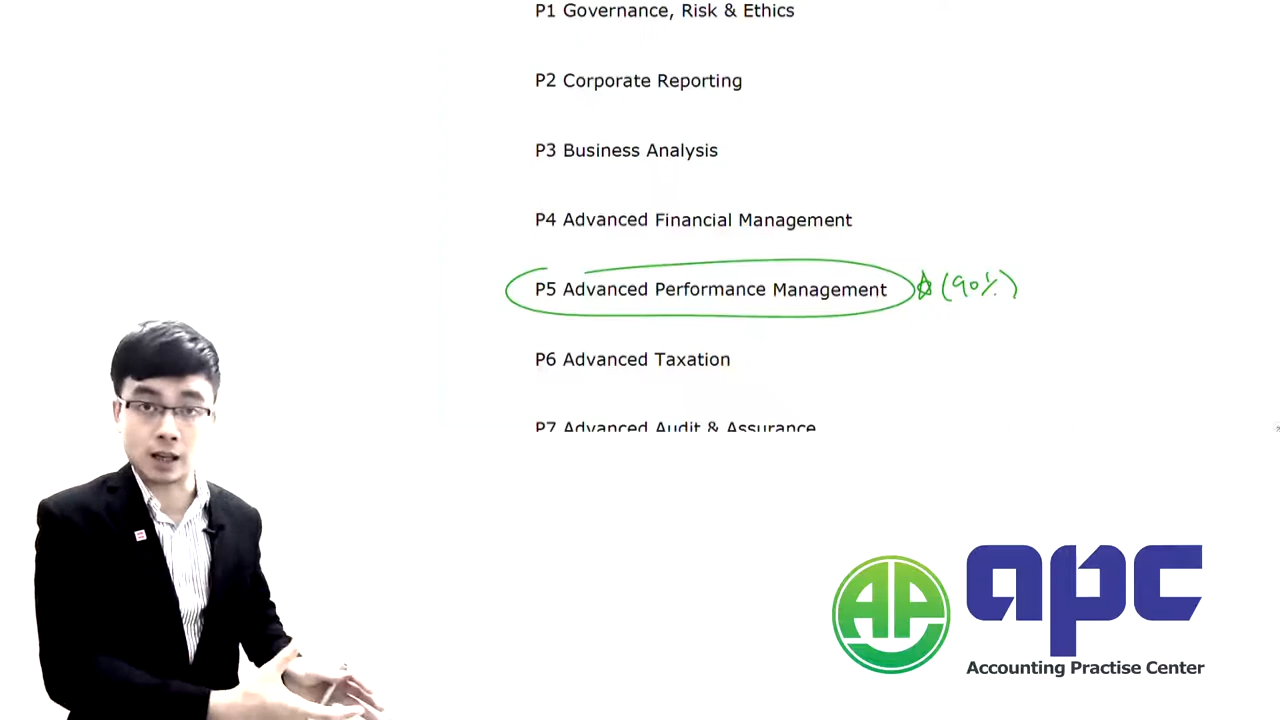 P1 Governance, Risk & Ethics
P2 Corporate Reporting
P3 Business Analysis
P4 Advanced Financial Management
P5 Advanced Performance Management ☆ (90%)
P6 Advanced Taxation
P7 Advanced Audit & Assurance
AP
apc
Accounting Practise Center